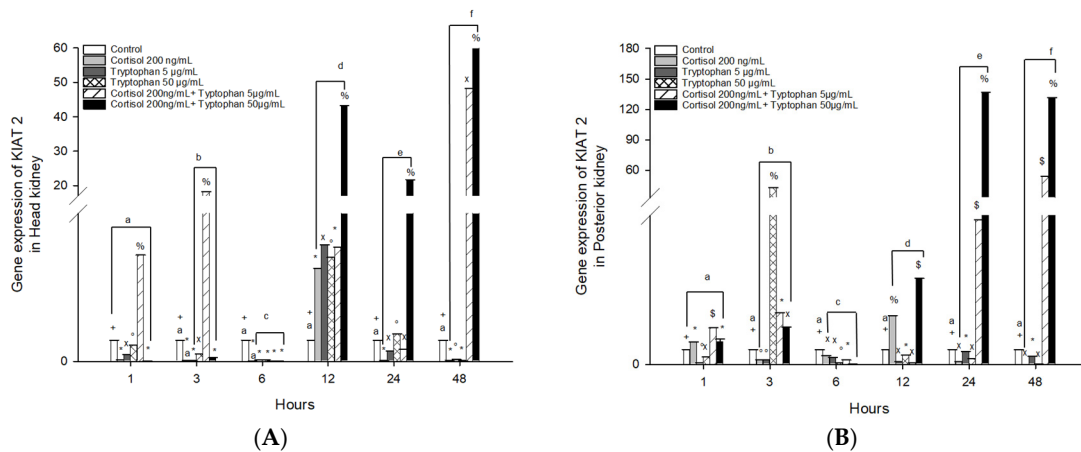 Gene expression of KIAT 2
in Head kidney
60
50
40
30
20
0
Control
Cortisol 200 ng/mL
Tryptophan 5 µg/mL
Tryptophan 50 µg/mL
Cortisol 200ng/mL+ Typtophan 5µg/mL
Cortisol 200ng/mL+ Typtophan 50µg/mL
a
b
c
d
e
f
1
3
6
12
24
48
Hours
(A)
Gene expression of KIAT 2
in Posterior kidney
180
150
120
90
60
0
Control
Cortisol 200 ng/mL
Tryptophan 5 µg/mL
Tryptophan 50 µg/mL
Cortisol 200ng/mL+ Typtophan 5µg/mL
Cortisol 200ng/mL+ Typtophan 50µg/mL
a
b
c
d
e
f
1
3
6
12
24
48
Hours
(B)